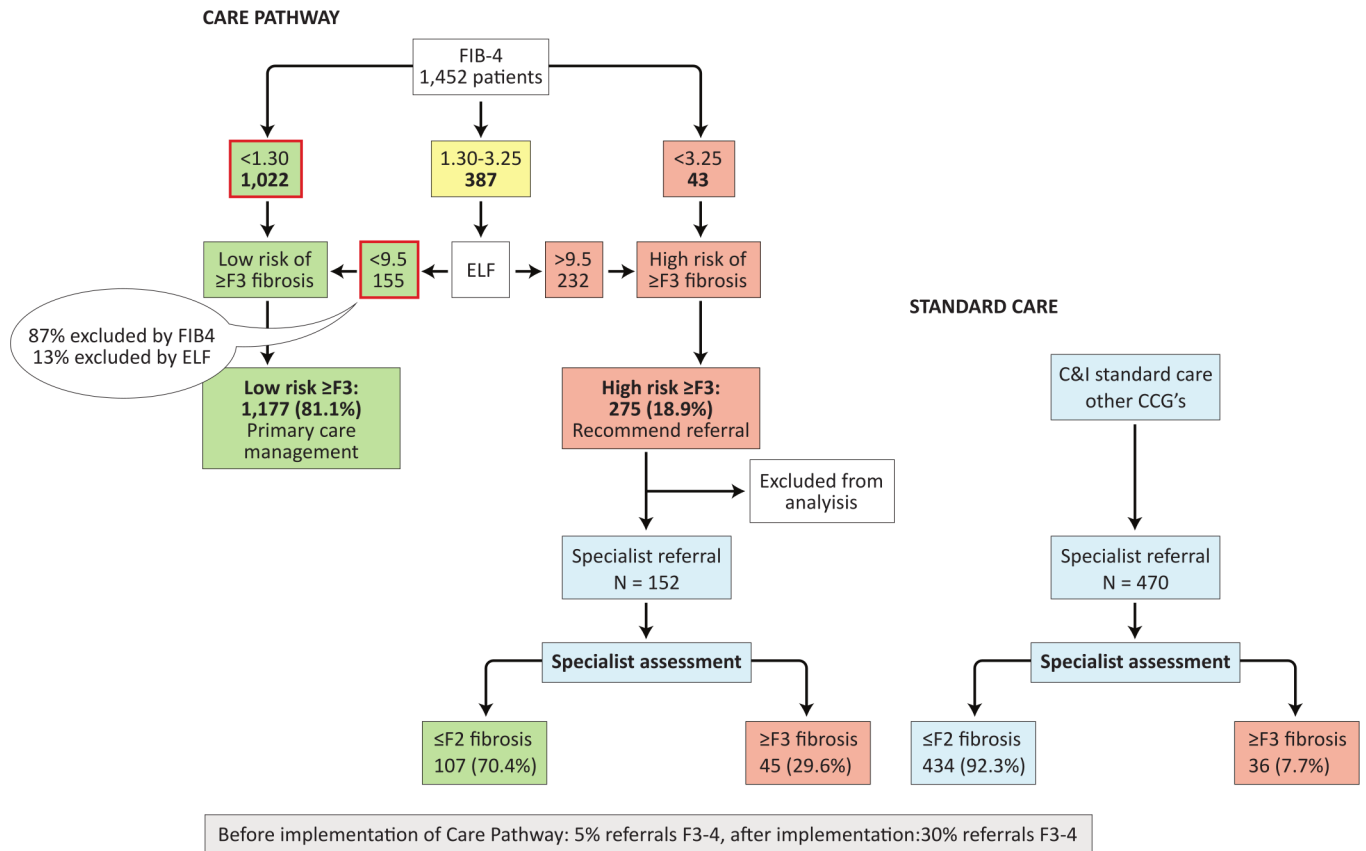 CARE PATHWAY
FIB-4
1,452 patients
<1.30
1,022
1.30-3.25
387
<3.25
43
Low risk of
≥F3 fibrosis
<9.5
155
ELF
>9.5
232
High risk of
≥F3 fibrosis
87% excluded by FIB4
13% excluded by ELF
Low risk ≥F3:
1,177 (81.1%)
Primary care
management
High risk ≥F3:
275 (18.9%)
Recommend referral
Excluded from
analyisis
Specialist referral
N = 152
Specialist assessment
≤F2 fibrosis
107 (70.4%)
≥F3 fibrosis
45 (29.6%)
STANDARD CARE
C&I standard care
other CCG's
Specialist referral
N = 470
Specialist assessment
≤F2 fibrosis
434 (92.3%)
≥F3 fibrosis
36 (7.7%)
Before implementation of Care Pathway: 5% referrals F3-4, after implementation:30% referrals F3-4